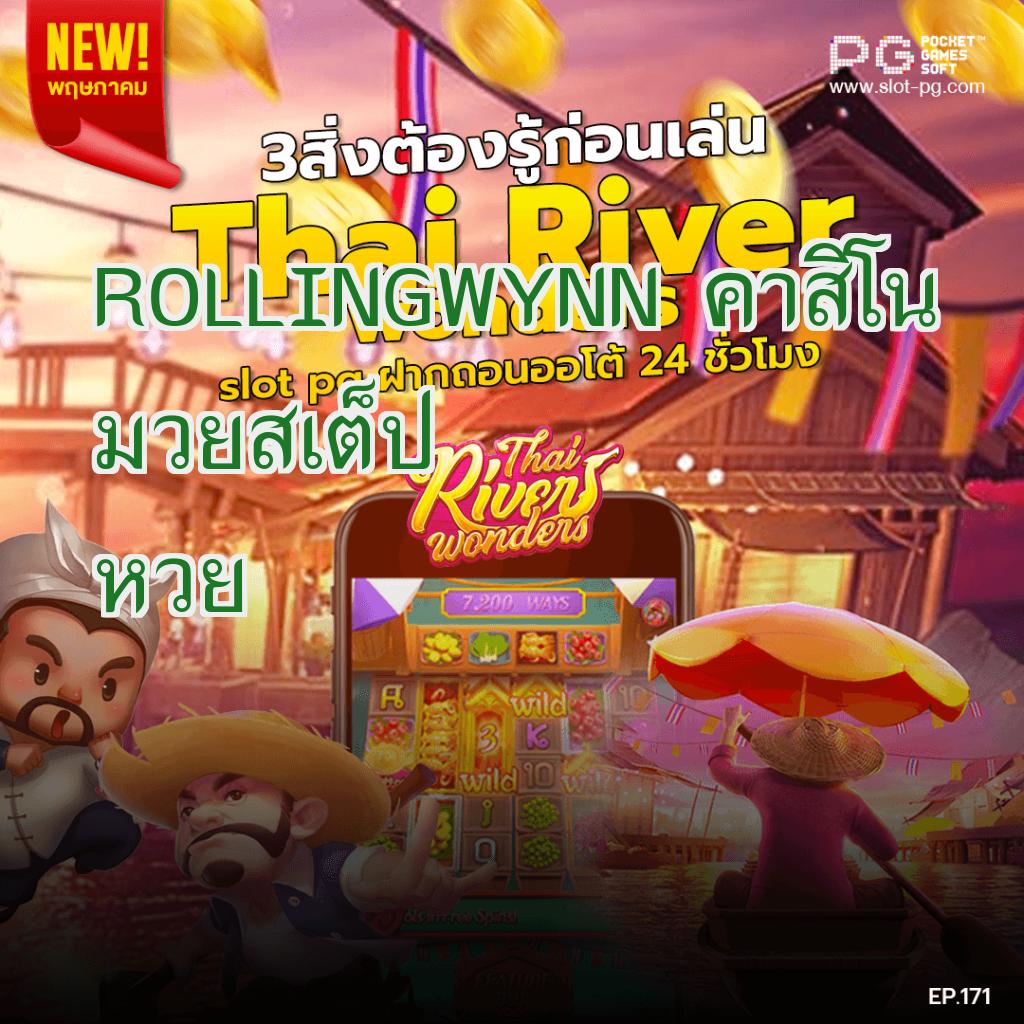 NEW!
พฤษภาคม
PG POCKET GAMES SOFT™
www.slot-pg.com
3สิ่งต้องรู้ก่อนเล่น
Thai River
Wonders
ROLLINGWYNN คาสิโน
slot pg ฝากถอนออโต้ 24 ชั่วโมง
มวยสเต็ป
Thai
River
wonders
หวย
7,200 WAYS
A
wild
10
3
K
wild
10
wild
J
Q
EP.171